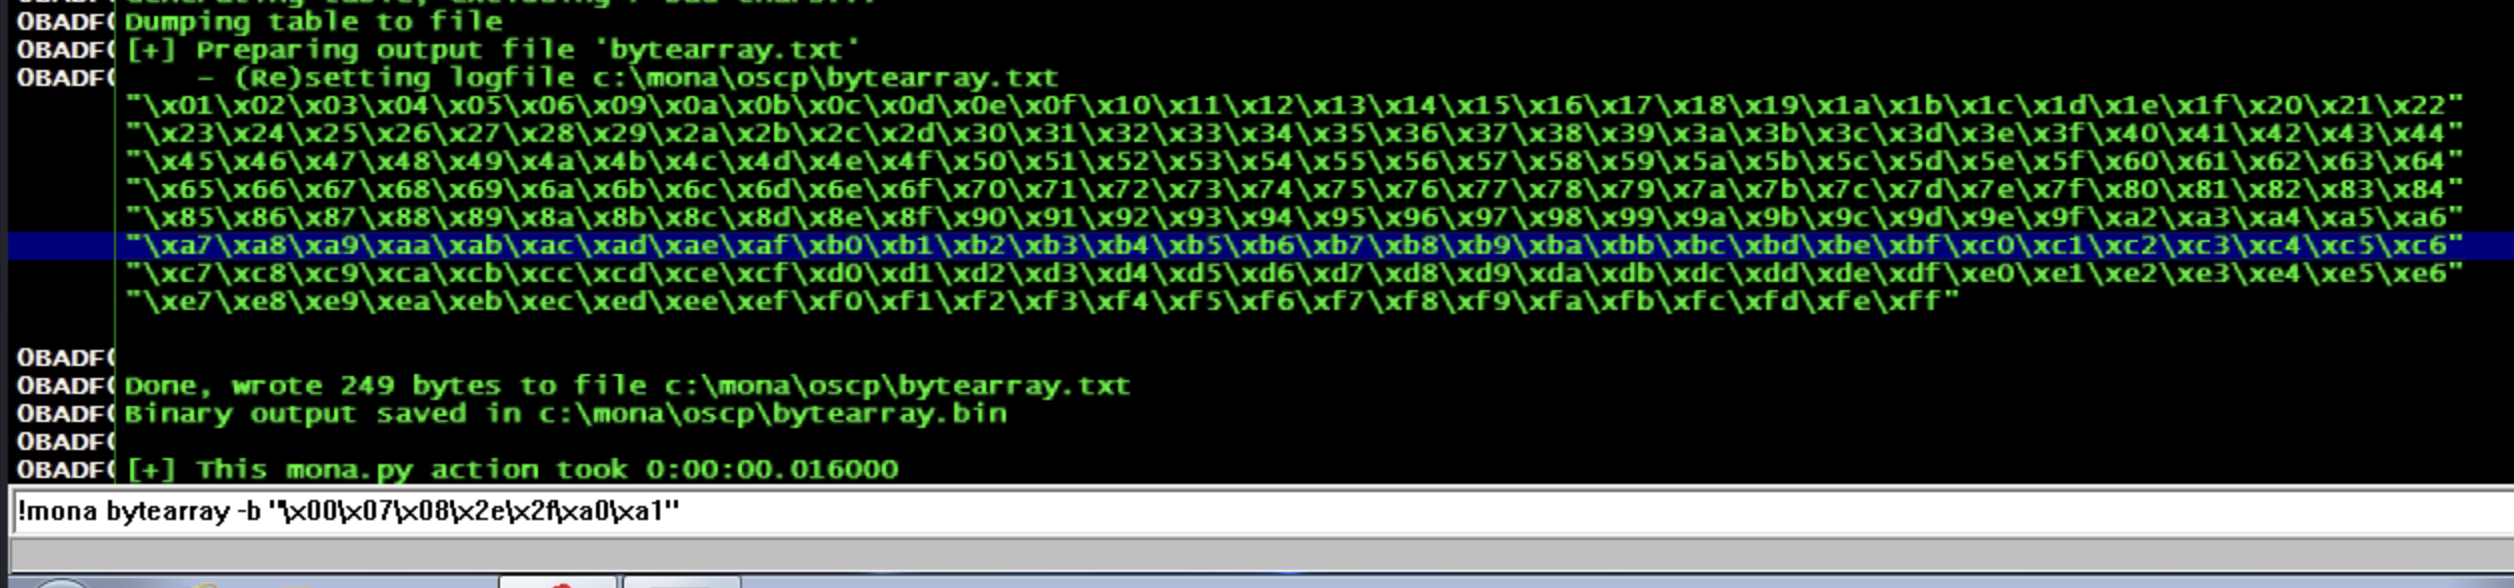 0BADF0
0BADF0 Dumping table to file
0BADF0 [+] Preparing output file 'bytearray.txt'
0BADF0 - (Re)setting logfile c:\mona\oscp\bytearray.txt
"\x01\x02\x03\x04\x05\x06\x09\x0a\x0b\x0c\x0d\x0e\x0f\x10\x11\x12\x13\x14\x15\x16\x17\x18\x19\x1a\x1b\x1c\x1d\x1e\x1f\x20\x21\x22"
"\x23\x24\x25\x26\x27\x28\x29\x2a\x2b\x2c\x2d\x30\x31\x32\x33\x34\x35\x36\x37\x38\x39\x3a\x3b\x3c\x3d\x3e\x3f\x40\x41\x42\x43\x44"
"\x45\x46\x47\x48\x49\x4a\x4b\x4c\x4d\x4e\x4f\x50\x51\x52\x53\x54\x55\x56\x57\x58\x59\x5a\x5b\x5c\x5d\x5e\x5f\x60\x61\x62\x63\x64"
"\x65\x66\x67\x68\x69\x6a\x6b\x6c\x6d\x6e\x6f\x70\x71\x72\x73\x74\x75\x76\x77\x78\x79\x7a\x7b\x7c\x7d\x7e\x7f\x80\x81\x82\x83\x84"
"\x85\x86\x87\x88\x89\x8a\x8b\x8c\x8d\x8e\x8f\x90\x91\x92\x93\x94\x95\x96\x97\x98\x99\x9a\x9b\x9c\x9d\x9e\x9f\xa2\xa3\xa4\xa5\xa6"
"\xa7\xa8\xa9\xaa\xab\xac\xad\xae\xaf\xb0\xb1\xb2\xb3\xb4\xb5\xb6\xb7\xb8\xb9\xba\xbb\xbc\xbd\xbe\xbf\xc0\xc1\xc2\xc3\xc4\xc5\xc6"
"\xc7\xc8\xc9\xca\xcb\xcc\xcd\xce\xcf\xd0\xd1\xd2\xd3\xd4\xd5\xd6\xd7\xd8\xd9\xda\xdb\xdc\xdd\xde\xdf\xe0\xe1\xe2\xe3\xe4\xe5\xe6"
"\xe7\xe8\xe9\xea\xeb\xec\xed\xee\xef\xf0\xf1\xf2\xf3\xf4\xf5\xf6\xf7\xf8\xf9\xfa\xfb\xfc\xfd\xfe\xff"
0BADF0
0BADF0 Done, wrote 249 bytes to file c:\mona\oscp\bytearray.txt
0BADF0 Binary output saved in c:\mona\oscp\bytearray.bin
0BADF0
0BADF0 [+] This mona.py action took 0:00:00.016000
!mona bytearray -b "\x00\x07\x08\x2e\x2f\xa0\xa1"